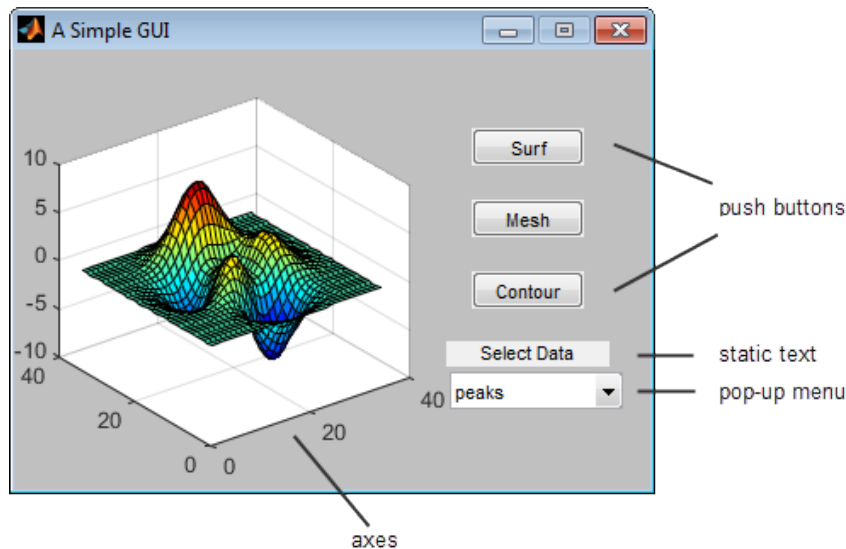 A Simple GUI
10
5
0
-5
-10
40
20
0
0
20
40
Surf
Mesh
Contour
Select Data
peaks
push buttons
static text
pop-up menu
axes